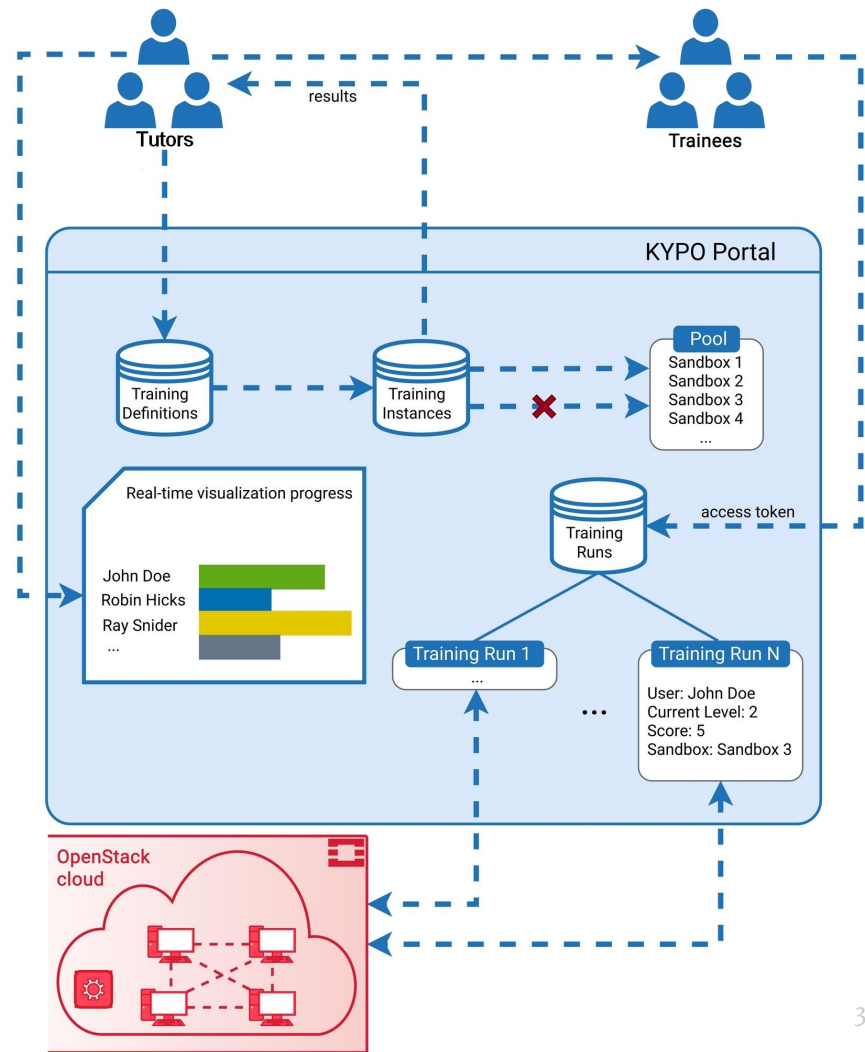 results
Tutors
Trainees
KYPO Portal
Training
Definitions
Training
Instances
Pool
Sandbox 1
Sandbox 2
Sandbox 3
Sandbox 4
...
Real-time visualization progress
John Doe
Robin Hicks
Ray Snider
...
Training
Runs
access token
Training Run 1
...
...
Training Run N
User: John Doe
Current Level: 2
Score: 5
Sandbox: Sandbox 3
OpenStack
cloud
3